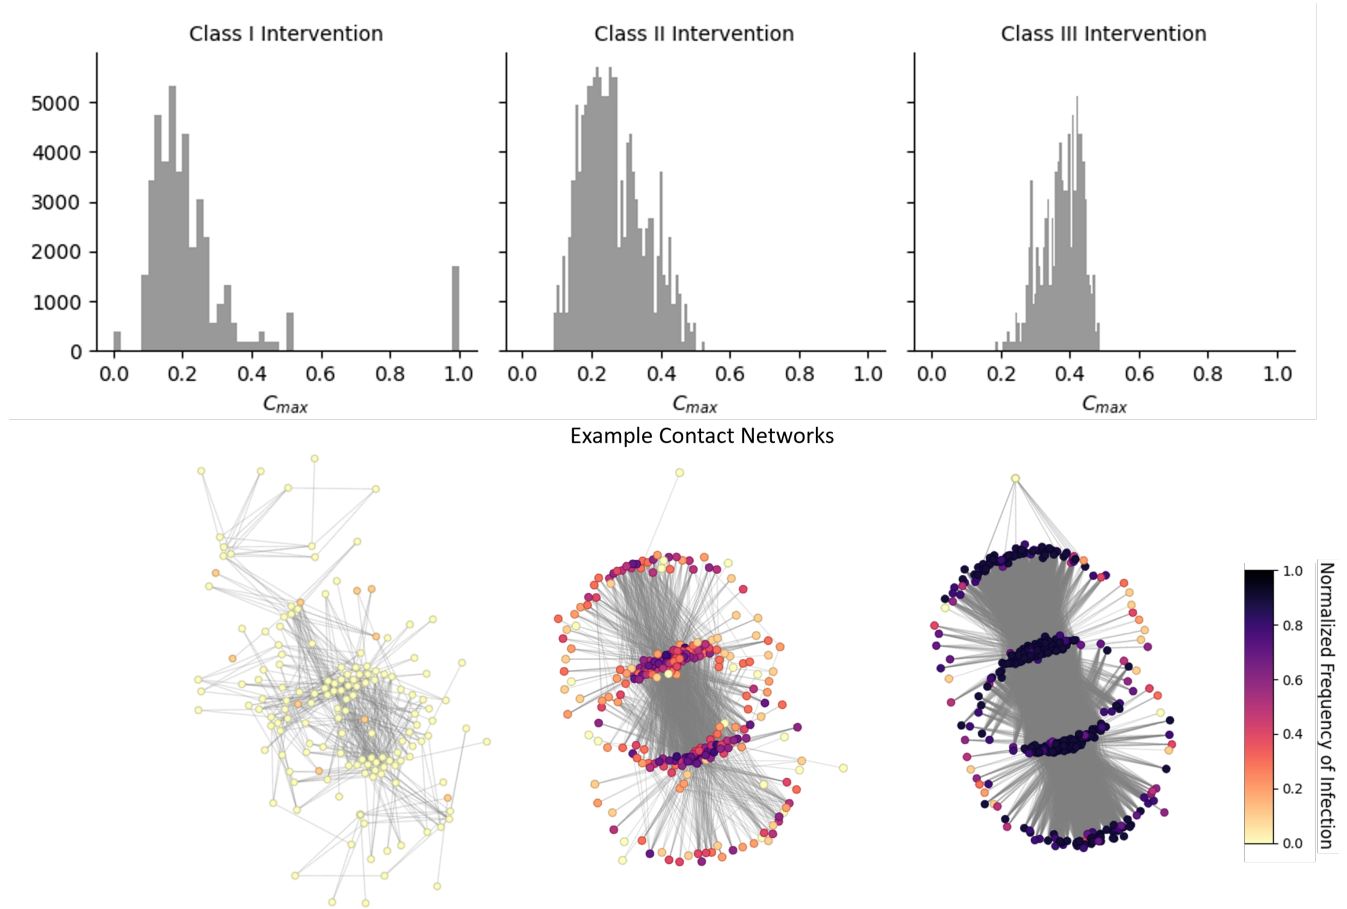 Class I Intervention
Class II Intervention
Class III Intervention
5000
4000
3000
2000
1000
0
0.0 0.2 0.4 0.6 0.8 1.0
0.0 0.2 0.4 0.6 0.8 1.0
0.0 0.2 0.4 0.6 0.8 1.0
Cmax
Cmax
Cmax
Example Contact Networks
1.0
0.8
0.6
0.4
0.2
0.0
Normalized Frequency of Infection